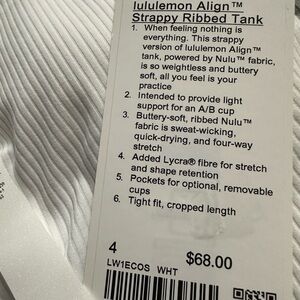 lululemon Align™
Strappy Ribbed Tank
1. When feeling nothing is
everything. This strappy
version of lululemon Align™
tank, powered by Nulu™ fabric,
is so weightless and buttery
soft, all you feel is your
practice
2. Intended to provide light
support for an A/B cup
3. Buttery-soft, ribbed Nulu™
fabric is sweat-wicking,
quick-drying, and four-way
stretch
4. Added Lycra® fibre for stretch
and shape retention
5. Pockets for optional, removable
cups
6. Tight fit, cropped length
4 $68.00
LW1ECOS WHT